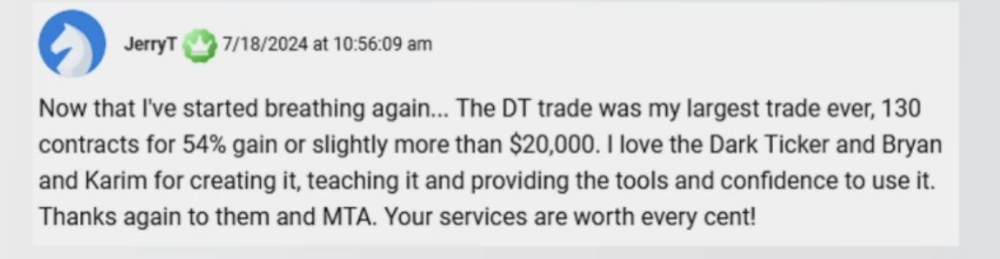 JerryT 7/18/2024 at 10:56:09 am
Now that I've started breathing again... The DT trade was my largest trade ever, 130
contracts for 54% gain or slightly more than $20,000. I love the Dark Ticker and Bryan
and Karim for creating it, teaching it and providing the tools and confidence to use it.
Thanks again to them and MTA. Your services are worth every cent!